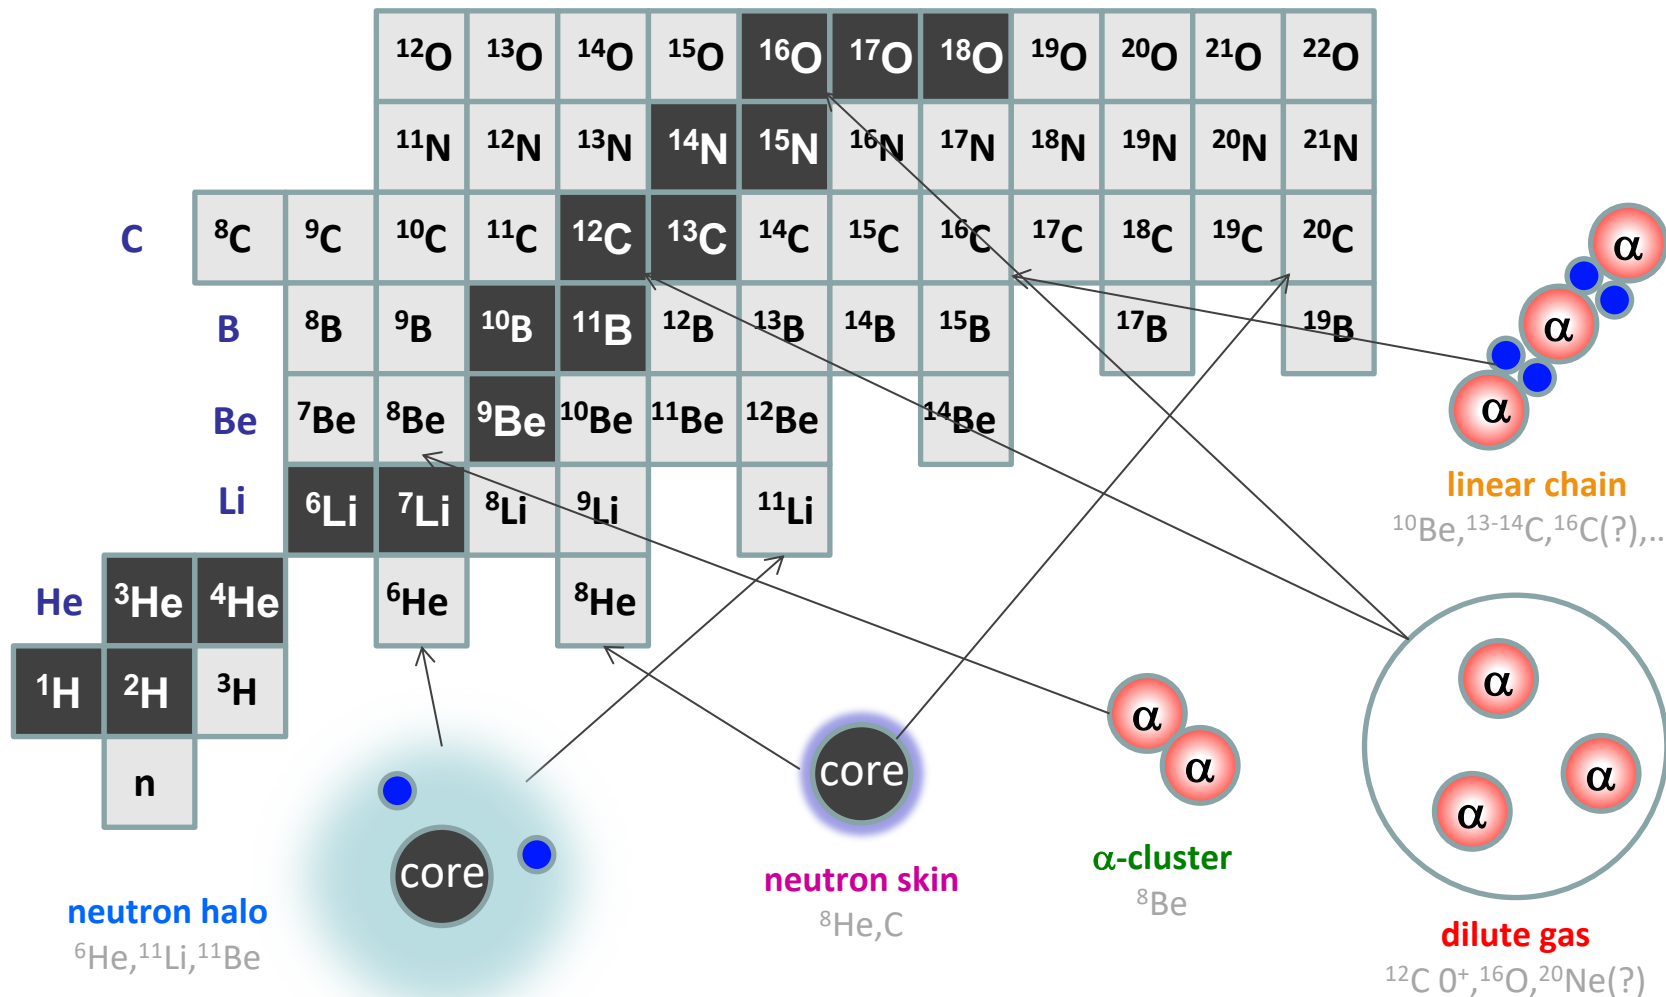 ¹²O ¹³O ¹⁴O ¹⁵O ¹⁶O ¹⁷O ¹⁸O ¹⁹O ²⁰O ²¹O ²²O
¹¹N ¹²N ¹³N ¹⁴N ¹⁵N ¹⁶N ¹⁷N ¹⁸N ¹⁹N ²⁰N ²¹N
C ⁸C ⁹C ¹⁰C ¹¹C ¹²C ¹³C ¹⁴C ¹⁵C ¹⁶C ¹⁷C ¹⁸C ¹⁹C ²⁰C
B ⁸B ⁹B ¹⁰B ¹¹B ¹²B ¹³B ¹⁴B ¹⁵B ¹⁷B ¹⁹B
Be ⁷Be ⁸Be ⁹Be ¹⁰Be ¹¹Be ¹²Be ¹⁴Be
Li ⁶Li ⁷Li ⁸Li ⁹Li ¹¹Li
He ³He ⁴He ⁶He ⁸He
¹H ²H ³H
n
α
α
α
linear chain
¹⁰Be,¹³⁻¹⁴C,¹⁶C(?),..
core
neutron halo
⁶He,¹¹Li,¹¹Be
core
neutron skin
⁸He,C
α
α
α-cluster
⁸Be
α
α
α
dilute gas
¹²C 0⁺,¹⁶O,²⁰Ne(?)